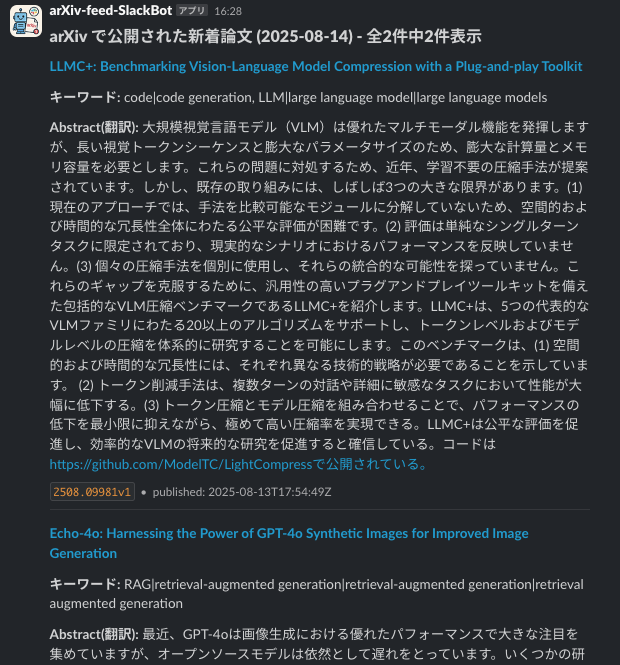 arXiv-feed-SlackBot アプリ 16:28
arXiv で公開された新着論文 (2025-08-14) - 全2件中2件表示
LLMC+: Benchmarking Vision-Language Model Compression with a Plug-and-play Toolkit
キーワード: code|code generation, LLM|large language model|large language models
Abstract(翻訳): 大規模視覚言語モデル（VLM）は優れたマルチモーダル機能を発揮します
が、長い視覚トークンシーケンスと膨大なパラメータサイズのため、膨大な計算量とメモ
リ容量を必要とします。これらの問題に対処するため、近年、学習不要の圧縮手法が提案
されています。しかし、既存の取り組みには、しばしば3つの大きな限界があります。(1)
現在のアプローチでは、手法を比較可能なモジュールに分解していないため、空間的およ
び時間的な冗長性全体にわたる公平な評価が困難です。(2) 評価は単純なシングルターン
タスクに限定されており、現実的なシナリオにおけるパフォーマンスを反映していませ
ん。(3) 個々の圧縮手法を個別に使用し、それらの統合的な可能性を探っていません。こ
れらのギャップを克服するために、汎用性の高いプラグアンドプレイツールキットを備え
た包括的なVLM圧縮ベンチマークであるLLMC+を紹介します。LLMC+は、5つの代表的な
VLMファミリにわたる20以上のアルゴリズムをサポートし、トークンレベルおよびモデ
ルレベルの圧縮を体系的に研究することを可能にします。このベンチマークは、(1) 空間
的および時間的な冗長性には、それぞれ異なる技術的戦略が必要であることを示していま
す。 (2) トークン削減手法は、複数ターンの対話や詳細に敏感なタスクにおいて性能が大
幅に低下する。(3) トークン圧縮とモデル圧縮を組み合わせることで、パフォーマンスの
低下を最小限に抑えながら、極めて高い圧縮率を実現できる。LLMC+は公平な評価を促
進し、効率的なVLMの将来的な研究を促進すると確信している。コードは
https://github.com/ModelTC/LightCompressで公開されている。
2508.09981v1 • published: 2025-08-13T17:54:49Z
Echo-4o: Harnessing the Power of GPT-4o Synthetic Images for Improved Image
Generation
キーワード: RAG|retrieval-augmented generation|retrieval-augmented generation|retrieval
augmented generation
Abstract(翻訳): 最近、GPT-4oは画像生成における優れたパフォーマンスで大きな注目を
集めていますが、オープンソースモデルは依然として遅れをとっています。いくつかの研